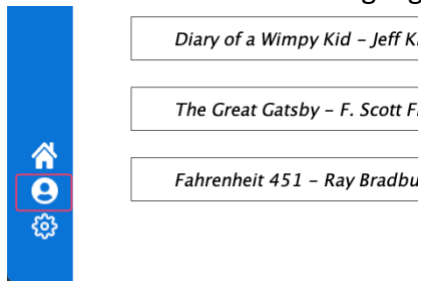 Diary of a Wimpy Kid – Jeff
The Great Gatsby – F. Scott
Fahrenheit 451 – Ray